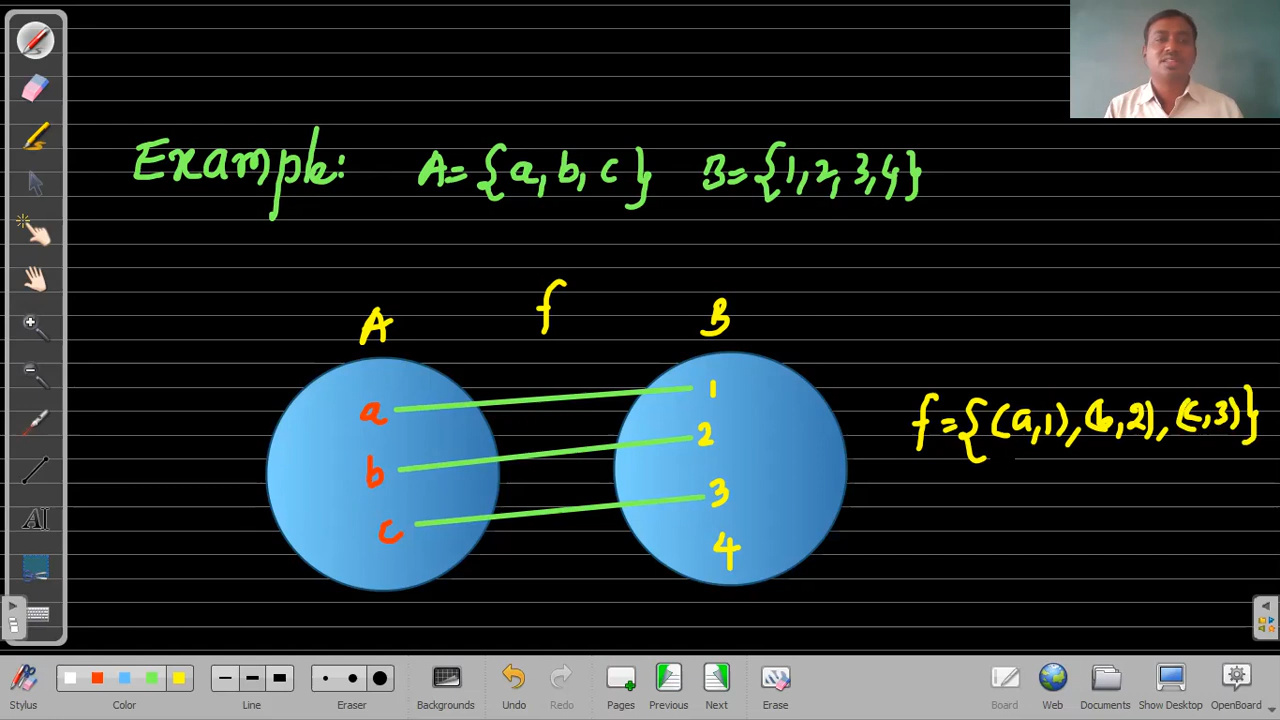 Example: A={a, b, c} B={1,2,3,4}
A f B
a 1
b 2
c 3
4
f={(a,1),(b,2),(c,3)}
Stylus Color Line Eraser Backgrounds Undo Redo Pages Previous Next Erase Board Web Documents Show Desktop OpenBoard